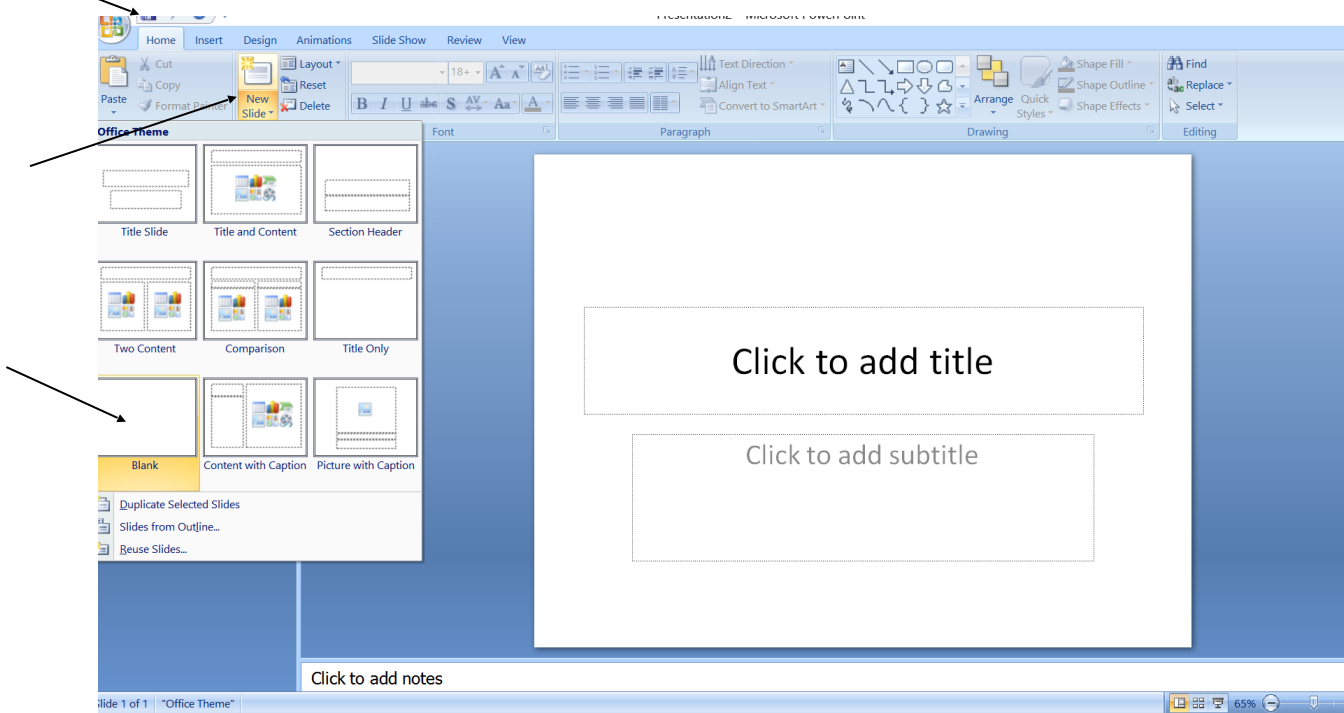 Presentation2 - Microsoft PowerPoint
Home Insert Design Animations Slide Show Review View
Cut
Copy
Format Painter
Paste
New Slide
Layout
Reset
Delete
18+
B I U abc S AV Aa A
Font
Text Direction
Align Text
Convert to SmartArt
Paragraph
Arrange
Quick Styles
Shape Fill
Shape Outline
Shape Effects
Drawing
Find
Replace
Select
Editing
Office Theme
Title Slide
Title and Content
Section Header
Two Content
Comparison
Title Only
Blank
Content with Caption
Picture with Caption
Duplicate Selected Slides
Slides from Outline...
Reuse Slides...
Click to add title
Click to add subtitle
Click to add notes
Slide 1 of 1 "Office Theme"
65%